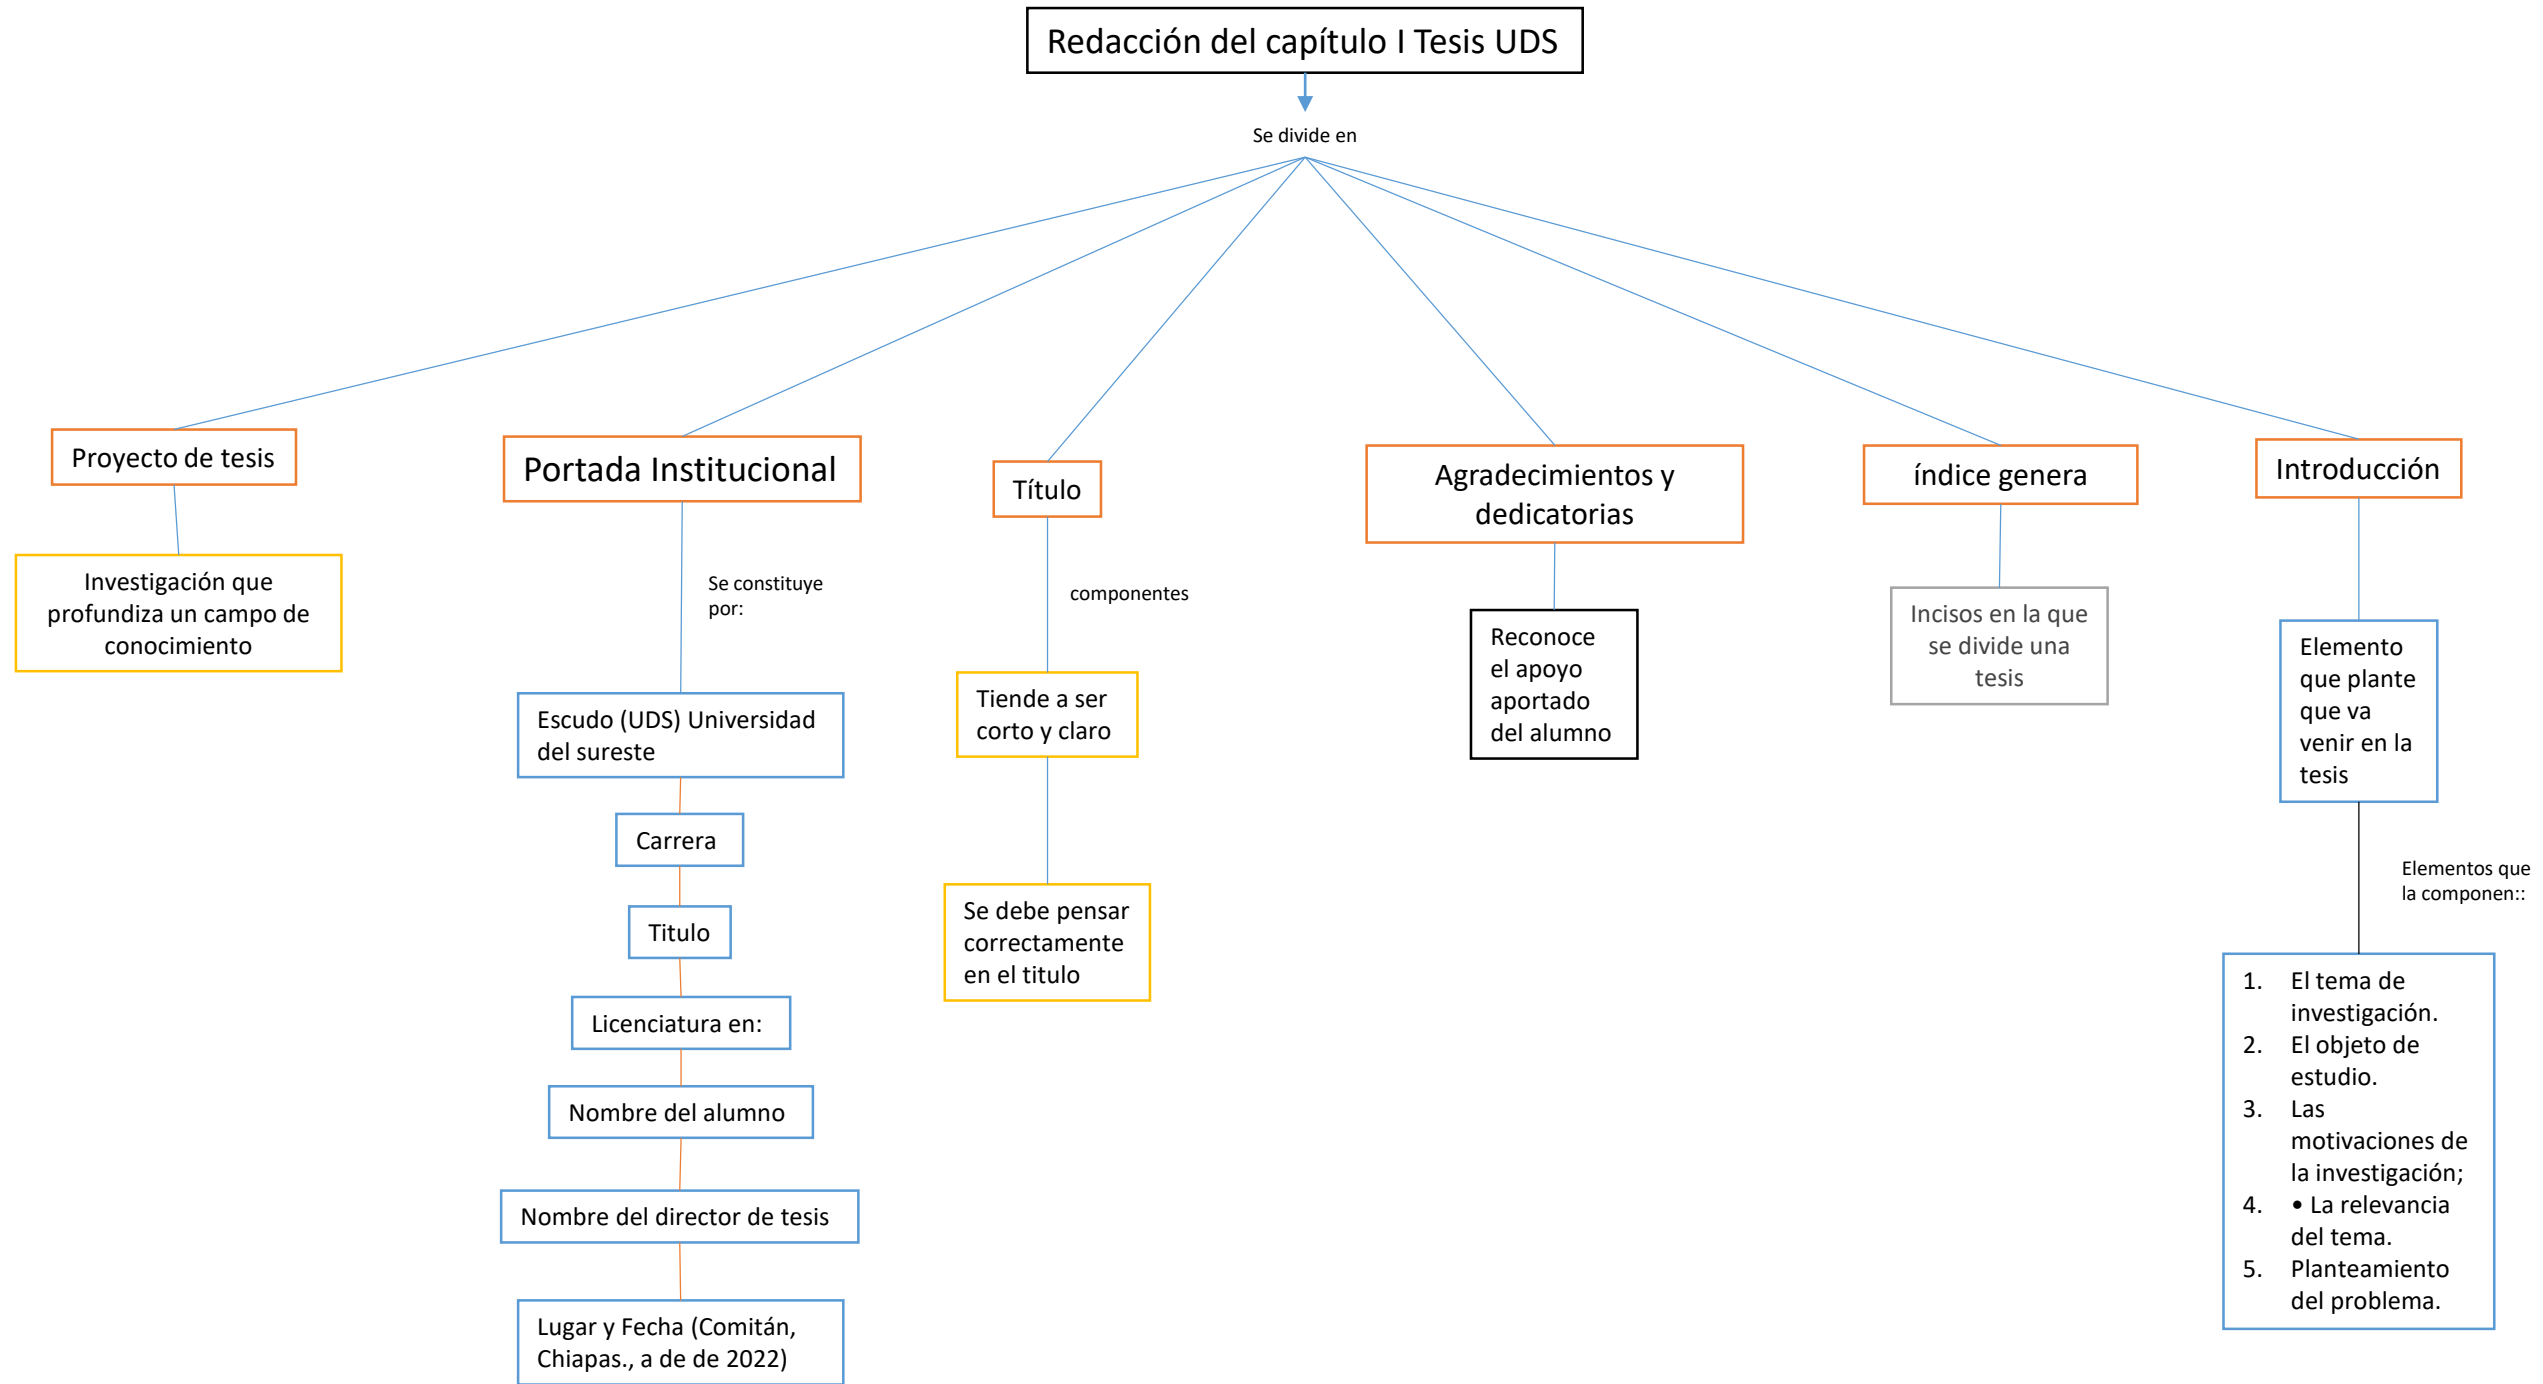 Redacción del capítulo I Tesis UDS
Se divide en
Proyecto de tesis
Investigación que
profundiza un campo de
conocimiento
Portada Institucional
Se constituye
por:
Escudo (UDS) Universidad
del sureste
Carrera
Titulo
Licenciatura en:
Nombre del alumno
Nombre del director de tesis
Lugar y Fecha (Comitán,
Chiapas., a de de 2022)
Título
componentes
Tiende a ser
corto y claro
Se debe pensar
correctamente
en el titulo
Agradecimientos y
dedicatorias
Reconoce
el apoyo
aportado
del alumno
índice genera
Incisos en la que
se divide una
tesis
Introducción
Elemento
que plante
que va
venir en la
tesis
Elementos que
la componen::
1. El tema de
investigación.
2. El objeto de
estudio.
3. Las
motivaciones de
la investigación;
4. • La relevancia
del tema.
5. Planteamiento
del problema.